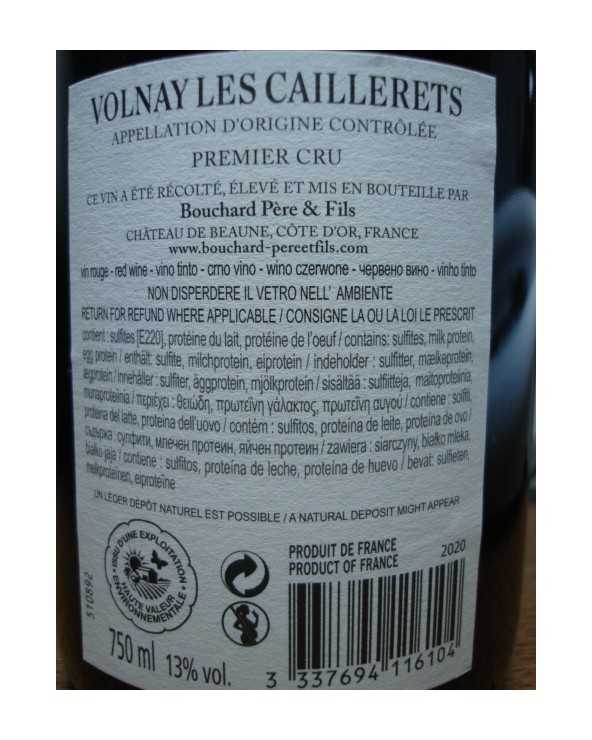 VOLNAY LES CAILLERETS
APPELLATION D'ORIGINE CONTRÔLÉE
PREMIER CRU
CE VIN A ÉTÉ RÉCOLTÉ, ÉLEVÉ ET MIS EN BOUTEILLE PAR
Bouchard Père & Fils
CHÂTEAU DE BEAUNE, CÔTE D'OR, FRANCE
www.bouchard-pereetfils.com
vin rouge - red wine - vino tinto - crno vino - wino czerwone - червено вино - vinho tinto
NON DISPERDERE IL VETRO NELL' AMBIENTE
RETURN FOR REFUND WHERE APPLICABLE / CONSIGNE LA OU LA LOI LE PRESCRIT
contient : sulfites [E220], protéine du lait, protéine de l'oeuf / contains: sulfites, milk protein,
egg protein / enthält: sulfite, milchprotein, eiprotein / indeholder : sulfitter, mælkeprotein,
ægprotein / innehåller : sulfiter, äggprotein, mjölkprotein / sisältää : sulfiitteja, maitoproteiinia,
munaproteiinia / περιέχει : θειώδη, πρωτεΐνη γάλακτος, πρωτεΐνη αυγού / contiene : solfiti,
proteina del latte, proteina dell'uovo / contém : sulfitos, proteína de leite, proteína de ovo /
съдържа : сулфити, млечен протеин, яйчен протеин / zawiera : siarczyny, białko mleka,
białko jaja / contiene : sulfitos, proteína de leche, proteína de huevo / bevat: sulfieten,
melkproteïnen, eiproteïne
UN LÉGER DÉPÔT NATUREL EST POSSIBLE / A NATURAL DEPOSIT MIGHT APPEAR
ISSU D'UNE EXPLOITATION
HAUTE VALEUR
ENVIRONNEMENTALE
510892
PRODUIT DE FRANCE 2020
PRODUCT OF FRANCE
750 ml 13% vol.
3 337694 116104